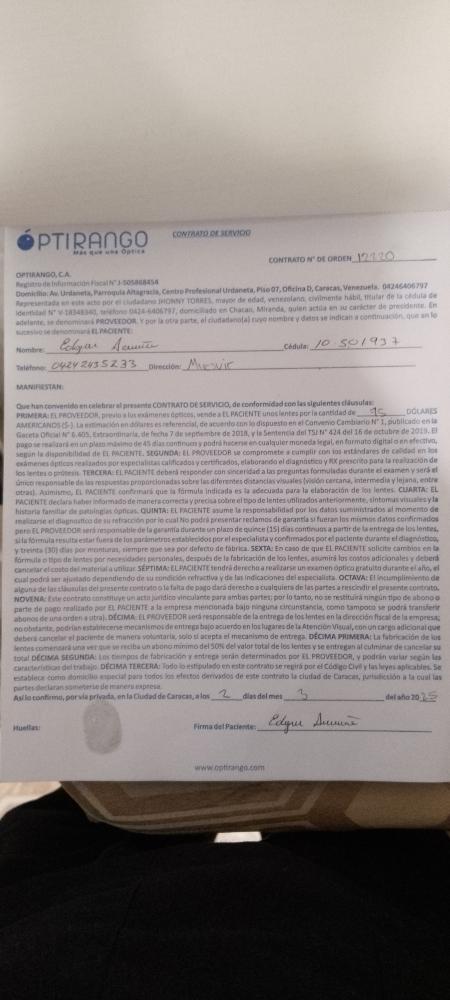 ÓPTIRANGO
Más que una Óptica
CONTRATO DE SERVICIO
CONTRATO N° DE ORDEN 12220
OPTIRANGO, C.A.
Registro de Información Fiscal N° J-505868454
Domicilio: Av. Urdaneta, Parroquia Altagracia, Centro Profesional Urdaneta, Piso 07, Oficina D, Caracas, Venezuela. 04246406797
Representada en este acto por el ciudadano JHONNY TORRES, mayor de edad, venezolano, civilmente hábil, titular de la cédula de
Identidad N° V-18348340, teléfono 0424-6406797, domiciliado en Chacao, Miranda, quien actúa en su carácter de presidente. En
adelante, se denominará PROVEEDOR. Y por la otra parte, el ciudadano(a) cuyo nombre y datos se indican a continuación, que en lo
sucesivo se denominará EL PACIENTE:
Nombre: Edgar Cédula: 10 501937
Teléfono: 04242435233 Dirección:
MANIFIESTAN:
Que han convenido en celebrar el presente CONTRATO DE SERVICIO, de conformidad con las siguientes cláusulas:
PRIMERA: EL PROVEEDOR, previo a los exámenes ópticos, vende a EL PACIENTE unos lentes por la cantidad de DÓLARES
AMERICANOS ($-). La estimación en dólares es referencial, de acuerdo con lo dispuesto en el Convenio Cambiario N° 1, publicado en la
Gaceta Oficial N° 6.405, Extraordinaria, de fecha 7 de septiembre de 2018, y la Sentencia del TSJ N° 424 del 16 de octubre de 2019. El
pago se realizará en un plazo máximo de 45 días continuos y podrá hacerse en cualquier moneda legal, en formato digital o en efectivo,
según la disponibilidad de EL PACIENTE. SEGUNDA: EL PROVEEDOR se compromete a cumplir con los estándares de calidad en los
exámenes ópticos realizados por especialistas calificados y certificados, elaborando el diagnóstico y RX prescrito para la realización de
los lentes o prótesis. TERCERA: EL PACIENTE deberá responder con sinceridad a las preguntas formuladas durante el examen y será el
único responsable de las respuestas proporcionadas sobre las diferentes distancias visuales (visión cercana, intermedia y lejana, entre
otras). Asimismo, EL PACIENTE confirmará que la fórmula indicada es la adecuada para la elaboración de los lentes. CUARTA: EL
PACIENTE declara haber informado de manera correcta y precisa sobre el tipo de lentes utilizados anteriormente, síntomas visuales y la
historia familiar de patologías ópticas. QUINTA: EL PACIENTE asume la responsabilidad por los datos suministrados al momento de
realizarse el diagnostico de su refracción por lo cual No podrá presentar reclamos de garantía si fueran los mismos datos confirmados
pero EL PROVEEDOR será responsable de la garantía durante un plazo de quince (15) días continuos a partir de la entrega de los lentes,
si la fórmula resulta estar fuera de los parámetros establecidos por el especialista y confirmados por el paciente durante el diagnóstico,
y treinta (30) días por monturas, siempre que sea por defecto de fábrica. SEXTA: En caso de que EL PACIENTE solicite cambios en la
fórmula o tipo de lentes por necesidades personales, después de la fabricación de los lentes, asumirá los costos adicionales y deberá
cancelar el costo del material a utilizar. SÉPTIMA: EL PACIENTE tendrá derecho a realizarse un examen óptico gratuito durante el año, el
cual podrá ser ajustado dependiendo de su condición refractiva y de las indicaciones del especialista. OCTAVA: El incumplimiento de
alguna de las cláusulas del presente contrato o la falta de pago dará derecho a cualquiera de las partes a rescindir el presente contrato.
NOVENA: Este contrato constituye un acto jurídico vinculante para ambas partes; por lo tanto, no se restituirá ningún tipo de abono o
parte de pago realizado por EL PACIENTE a la empresa mencionada bajo ninguna circunstancia, como tampoco se podrá transferir
abonos de una orden a otra). DÉCIMA: EL PROVEEDOR será responsable de la entrega de los lentes en la dirección fiscal de la empresa;
no obstante, podrían establecerse mecanismos de entrega bajo acuerdo en los lugares de la Atención Visual, con un cargo adicional que
deberá cancelar el paciente de manera voluntaria, solo si acepta el mecanismo de entrega. DÉCIMA PRIMERA: La fabricación de los
lentes comenzará una vez que se reciba un abono mínimo del 50% del valor total de los lentes y se entregan al culminar de cancelar su
total DÉCIMA SEGUNDA: Los tiempos de fabricación y entrega serán determinados por EL PROVEEDOR, y podrán variar según las
características del trabajo. DÉCIMA TERCERA: Todo lo estipulado en este contrato se regirá por el Código Civil y las leyes aplicables. Se
establece como domicilio especial para todos los efectos derivados de este contrato la ciudad de Caracas, jurisdicción a la cual las
partes declaran someterse de manera expresa.
Así lo confirmo, por vía privada, en la Ciudad de Caracas, a los 2 días del mes 3 del año 2025
Huellas: Firma del Paciente: Edgar
www.optirango.com